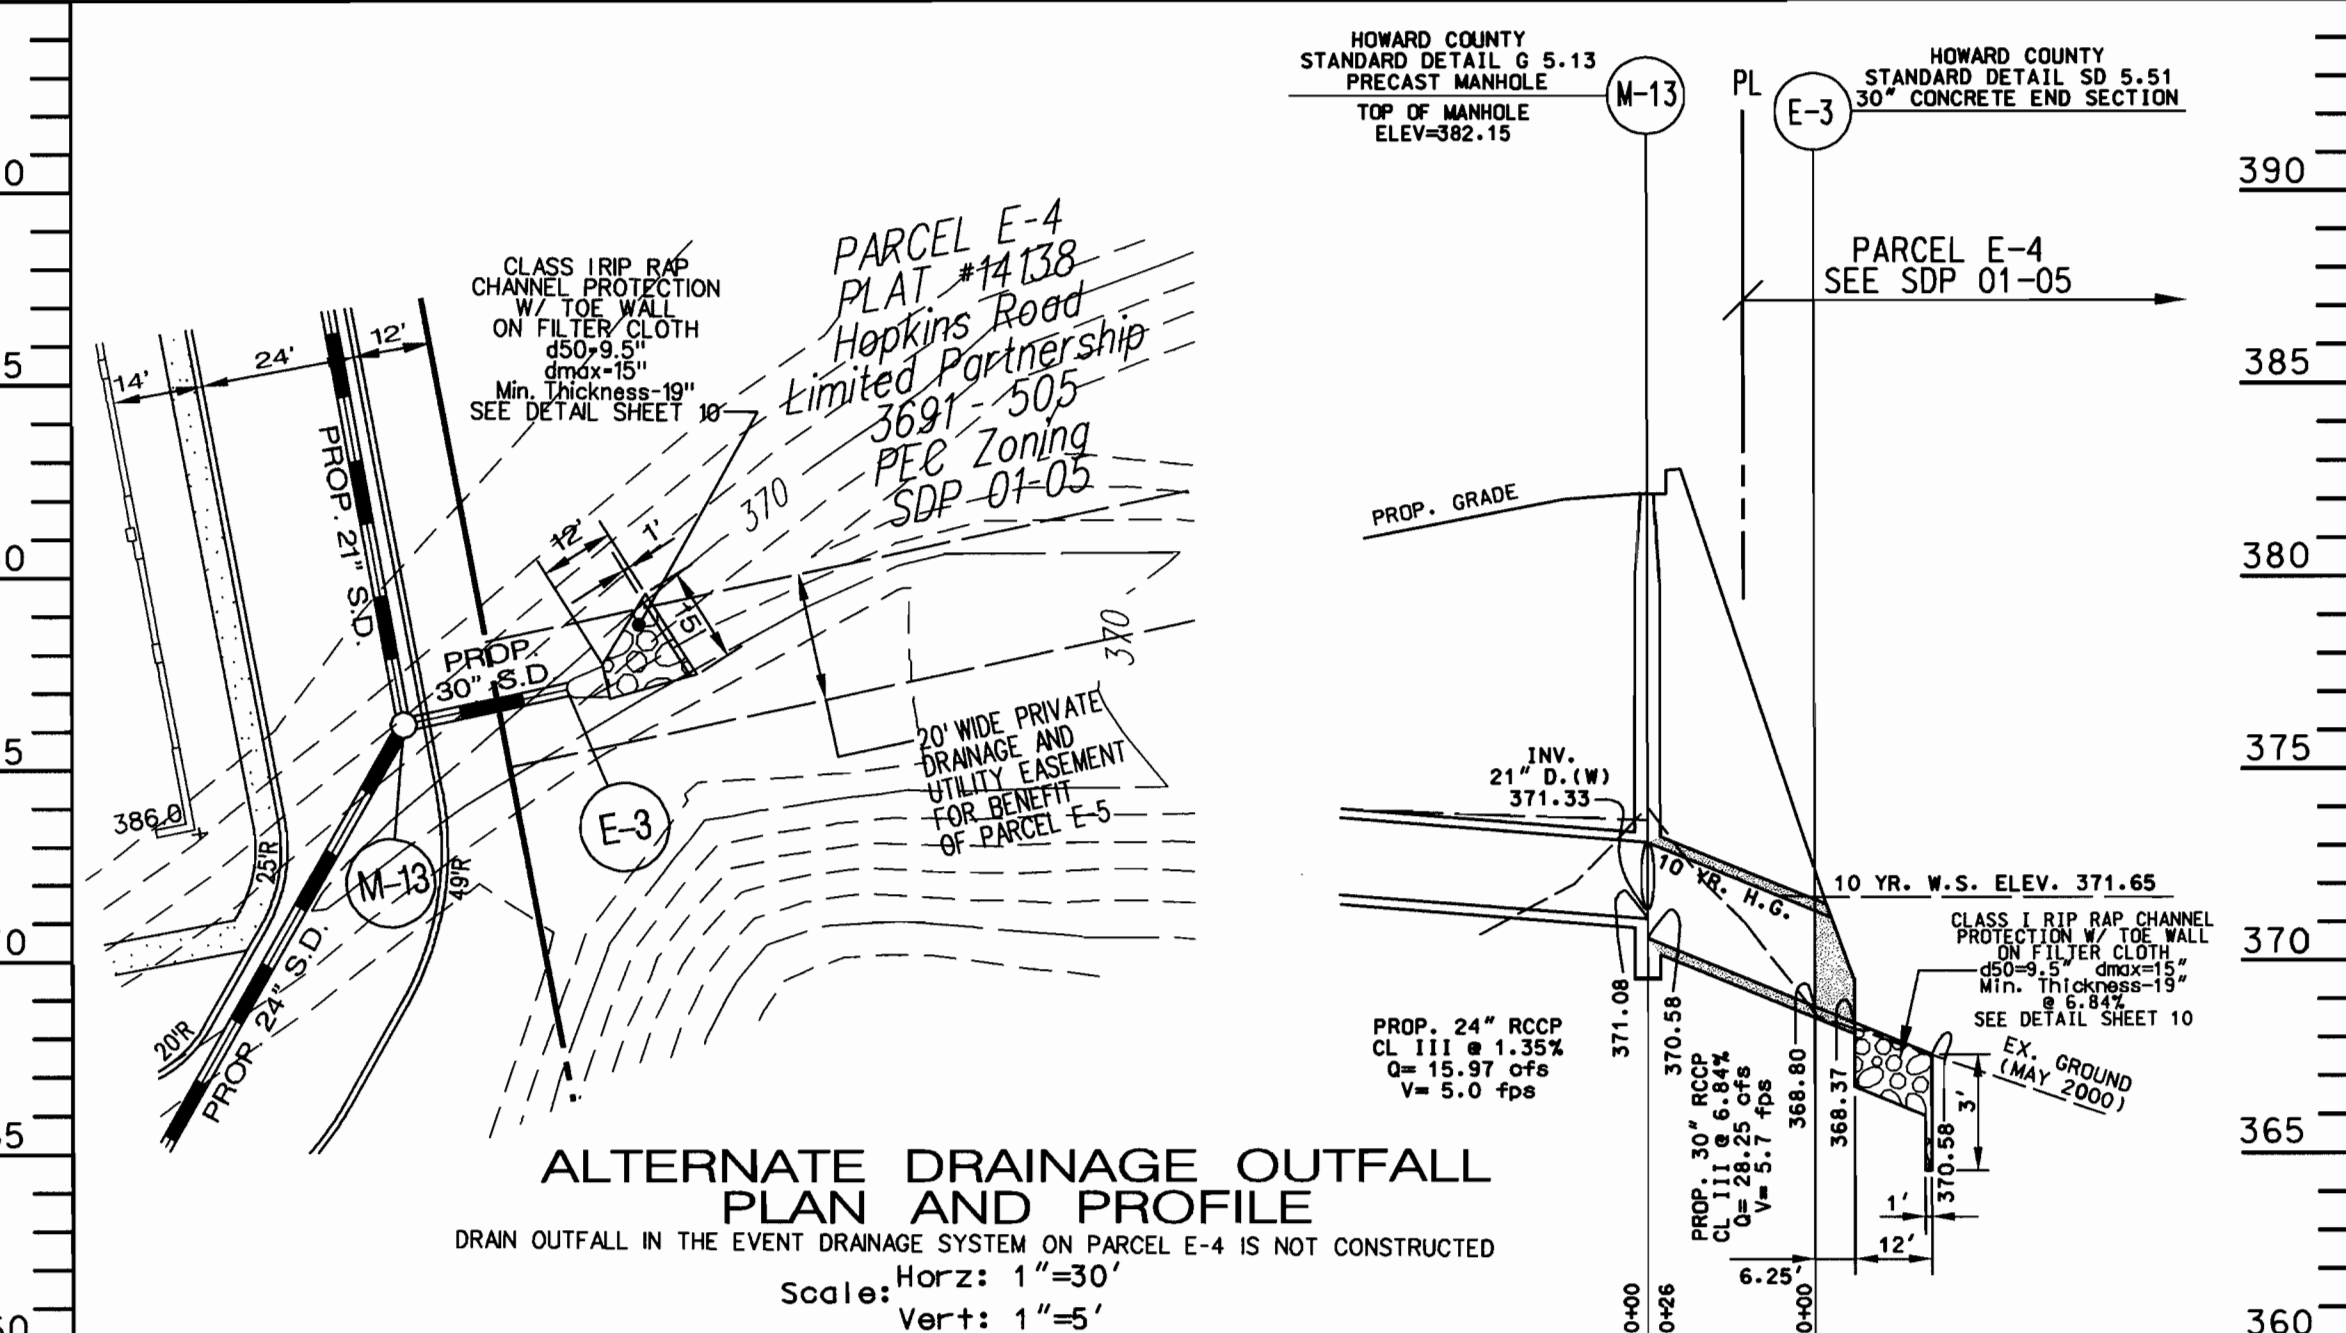 HOWARD COUNTY
STANDARD DETAIL G 5.13
PRECAST MANHOLE
TOP OF MANHOLE
ELEV=382.15
M-13
PL
E-3
HOWARD COUNTY
STANDARD DETAIL SD 5.51
30" CONCRETE END SECTION
0
5
0
5
0
5
390
385
380
375
370
365
360
PARCEL E-4
SEE SDP 01-05
CLASS I RIP RAP
CHANNEL PROTECTION
W/ TOE WALL
ON FILTER CLOTH
d50=9.5"
dmax=15"
Min. Thickness-19"
SEE DETAIL SHEET 10
PARCEL E-4
PLAT #14138
Hopkins Road
Limited Partnership
3691 - 505
PEC Zoning
SDP-01-05
14'
24'
12'
PROP. 21" S.D.
370
12'
1'
15'
PROP.
30" S.D
370
20' WIDE PRIVATE
DRAINAGE AND
UTILITY EASEMENT
FOR BENEFIT
OF PARCEL E-5
386.0
25'R
M-13
49'R
E-3
20'R
PROP 24" S.D.
PROP. GRADE
INV.
21" D.(W)
371.33
10 YR. H.G.
10 YR. W.S. ELEV. 371.65
CLASS I RIP RAP CHANNEL
PROTECTION W/ TOE WALL
ON FILTER CLOTH
d50=9.5" dmax=15"
Min. Thickness-19"
@ 6.84%
SEE DETAIL SHEET 10
EX. GROUND
(MAY 2000)
PROP. 24" RCCP
CL III @ 1.35%
Q= 15.97 cfs
V= 5.0 fps
371.08
370.58
PROP. 30" RCCP
CL III @ 6.84%
Q= 28.25 cfs
V= 5.7 fps
368.80
368.37
370.58
3'
1'
12'
6.25'
0+00
0+26
0+00
ALTERNATE DRAINAGE OUTFALL
PLAN AND PROFILE
DRAIN OUTFALL IN THE EVENT DRAINAGE SYSTEM ON PARCEL E-4 IS NOT CONSTRUCTED
Scale: Horz: 1"=30'
Vert: 1"=5'